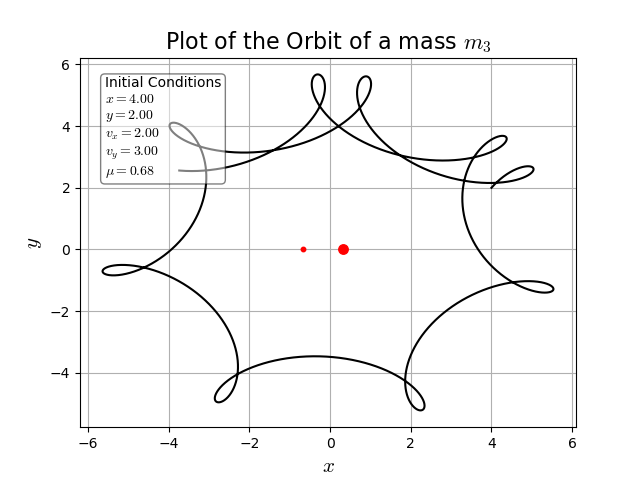 Plot of the Orbit of a mass m₃
Initial Conditions
x = 4.00
y = 2.00
vₓ = 2.00
v_y = 3.00
μ = 0.68
6
4
2
0
−2
−4
y
−6
−4
−2
0
2
4
6
x